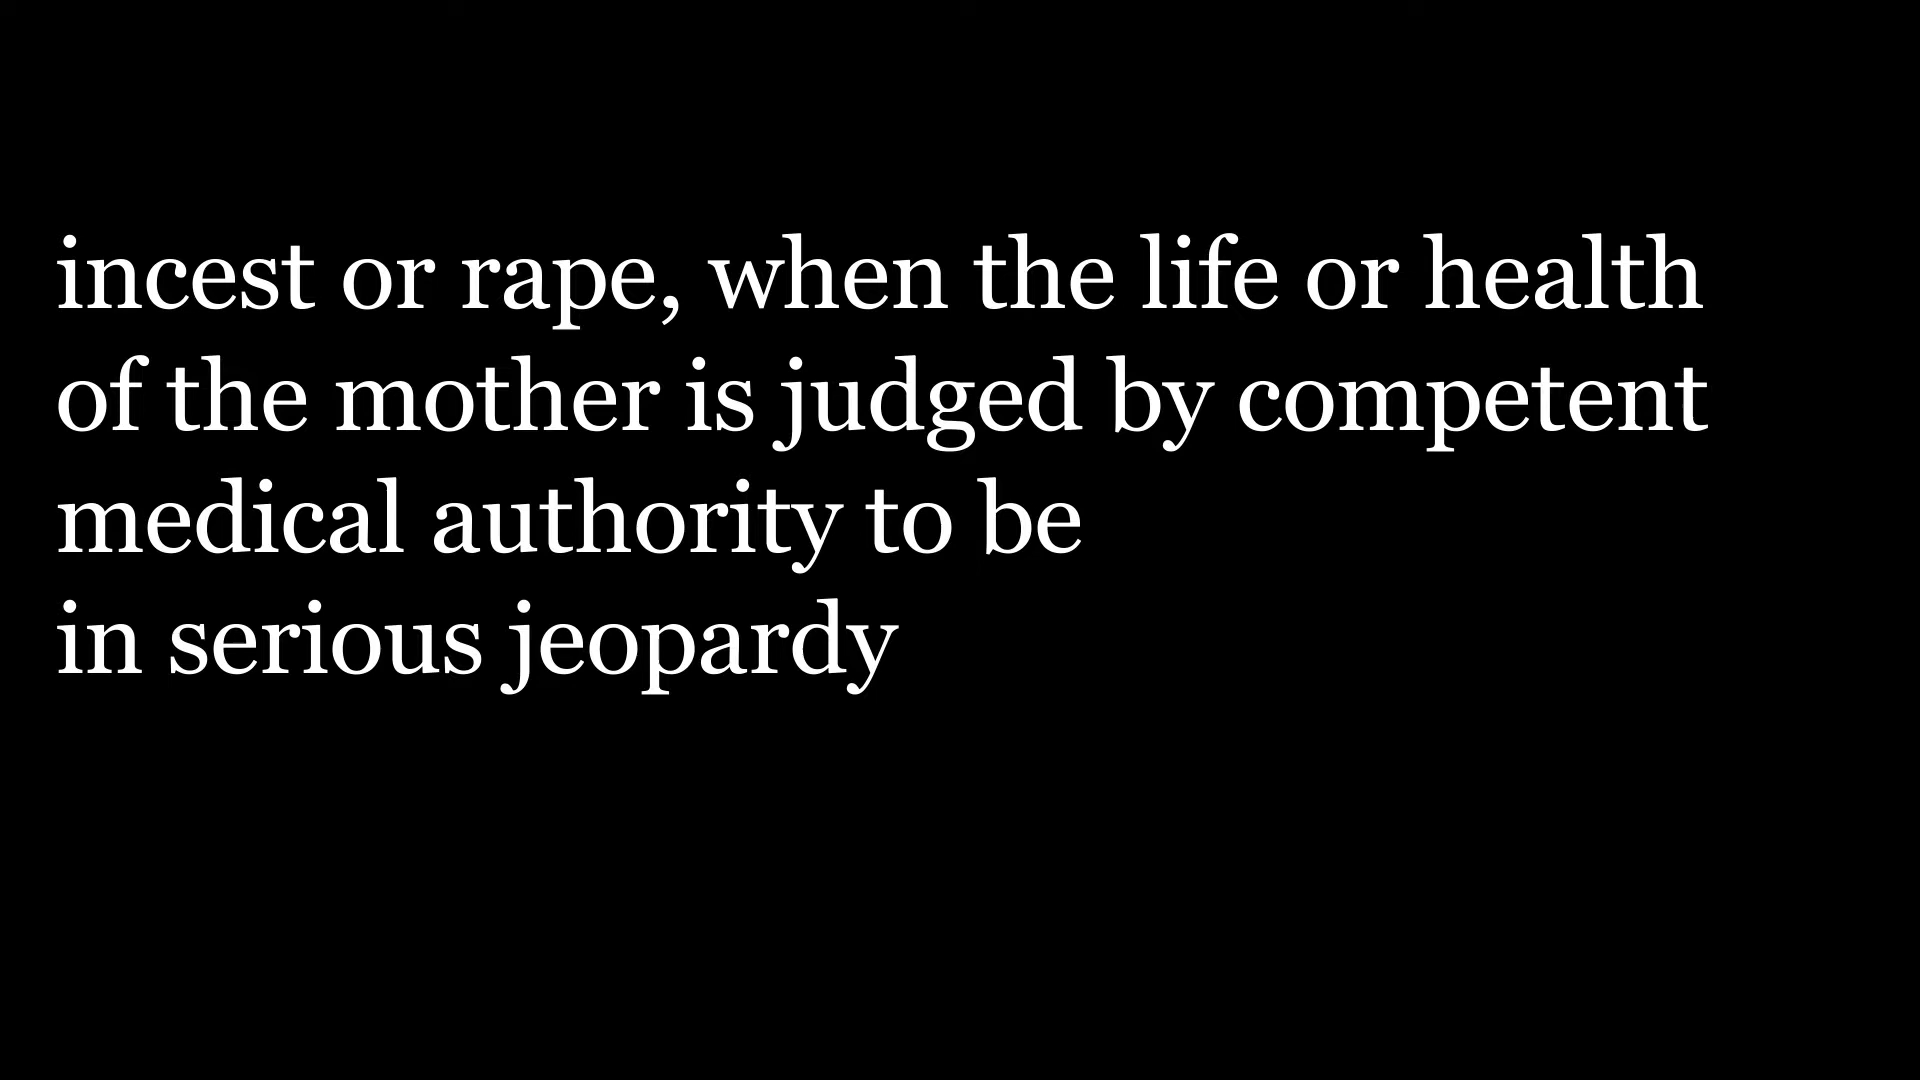 incest or rape, when the life or health
of the mother is judged by competent
medical authority to be
in serious jeopardy